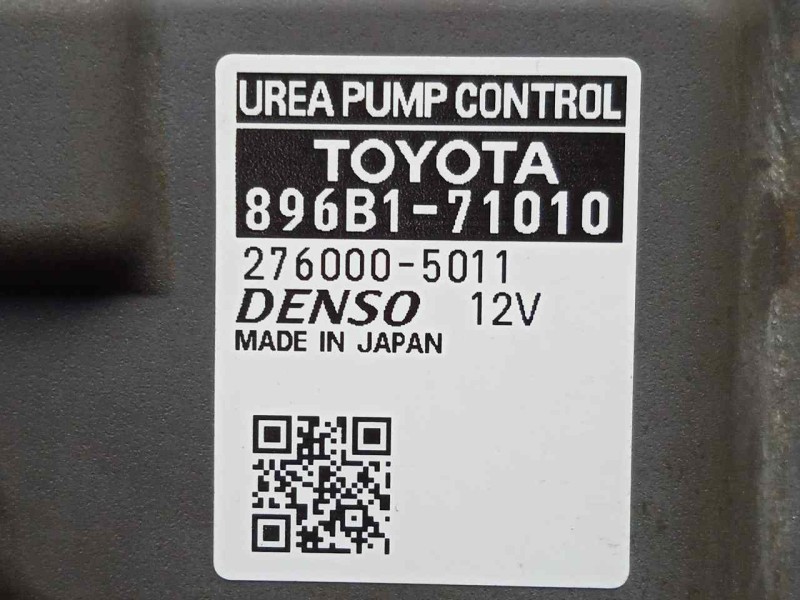 UREA PUMP CONTROL
TOYOTA
896B1-71010
276000-5011
DENSO 12V
MADE IN JAPAN